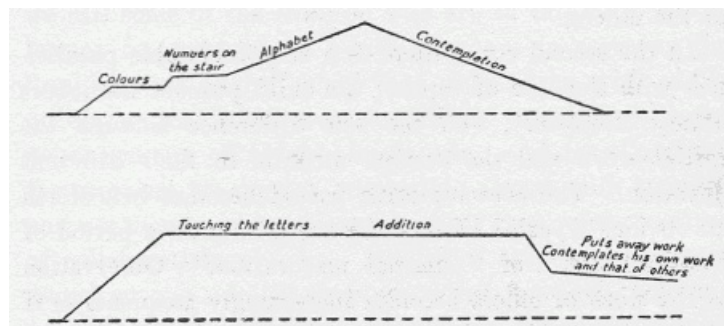 Colours
Numbers on
the stair
Alphabet
Contemplation
Touching the letters
Addition
Puts away work
Contemplates his own work
and that of others